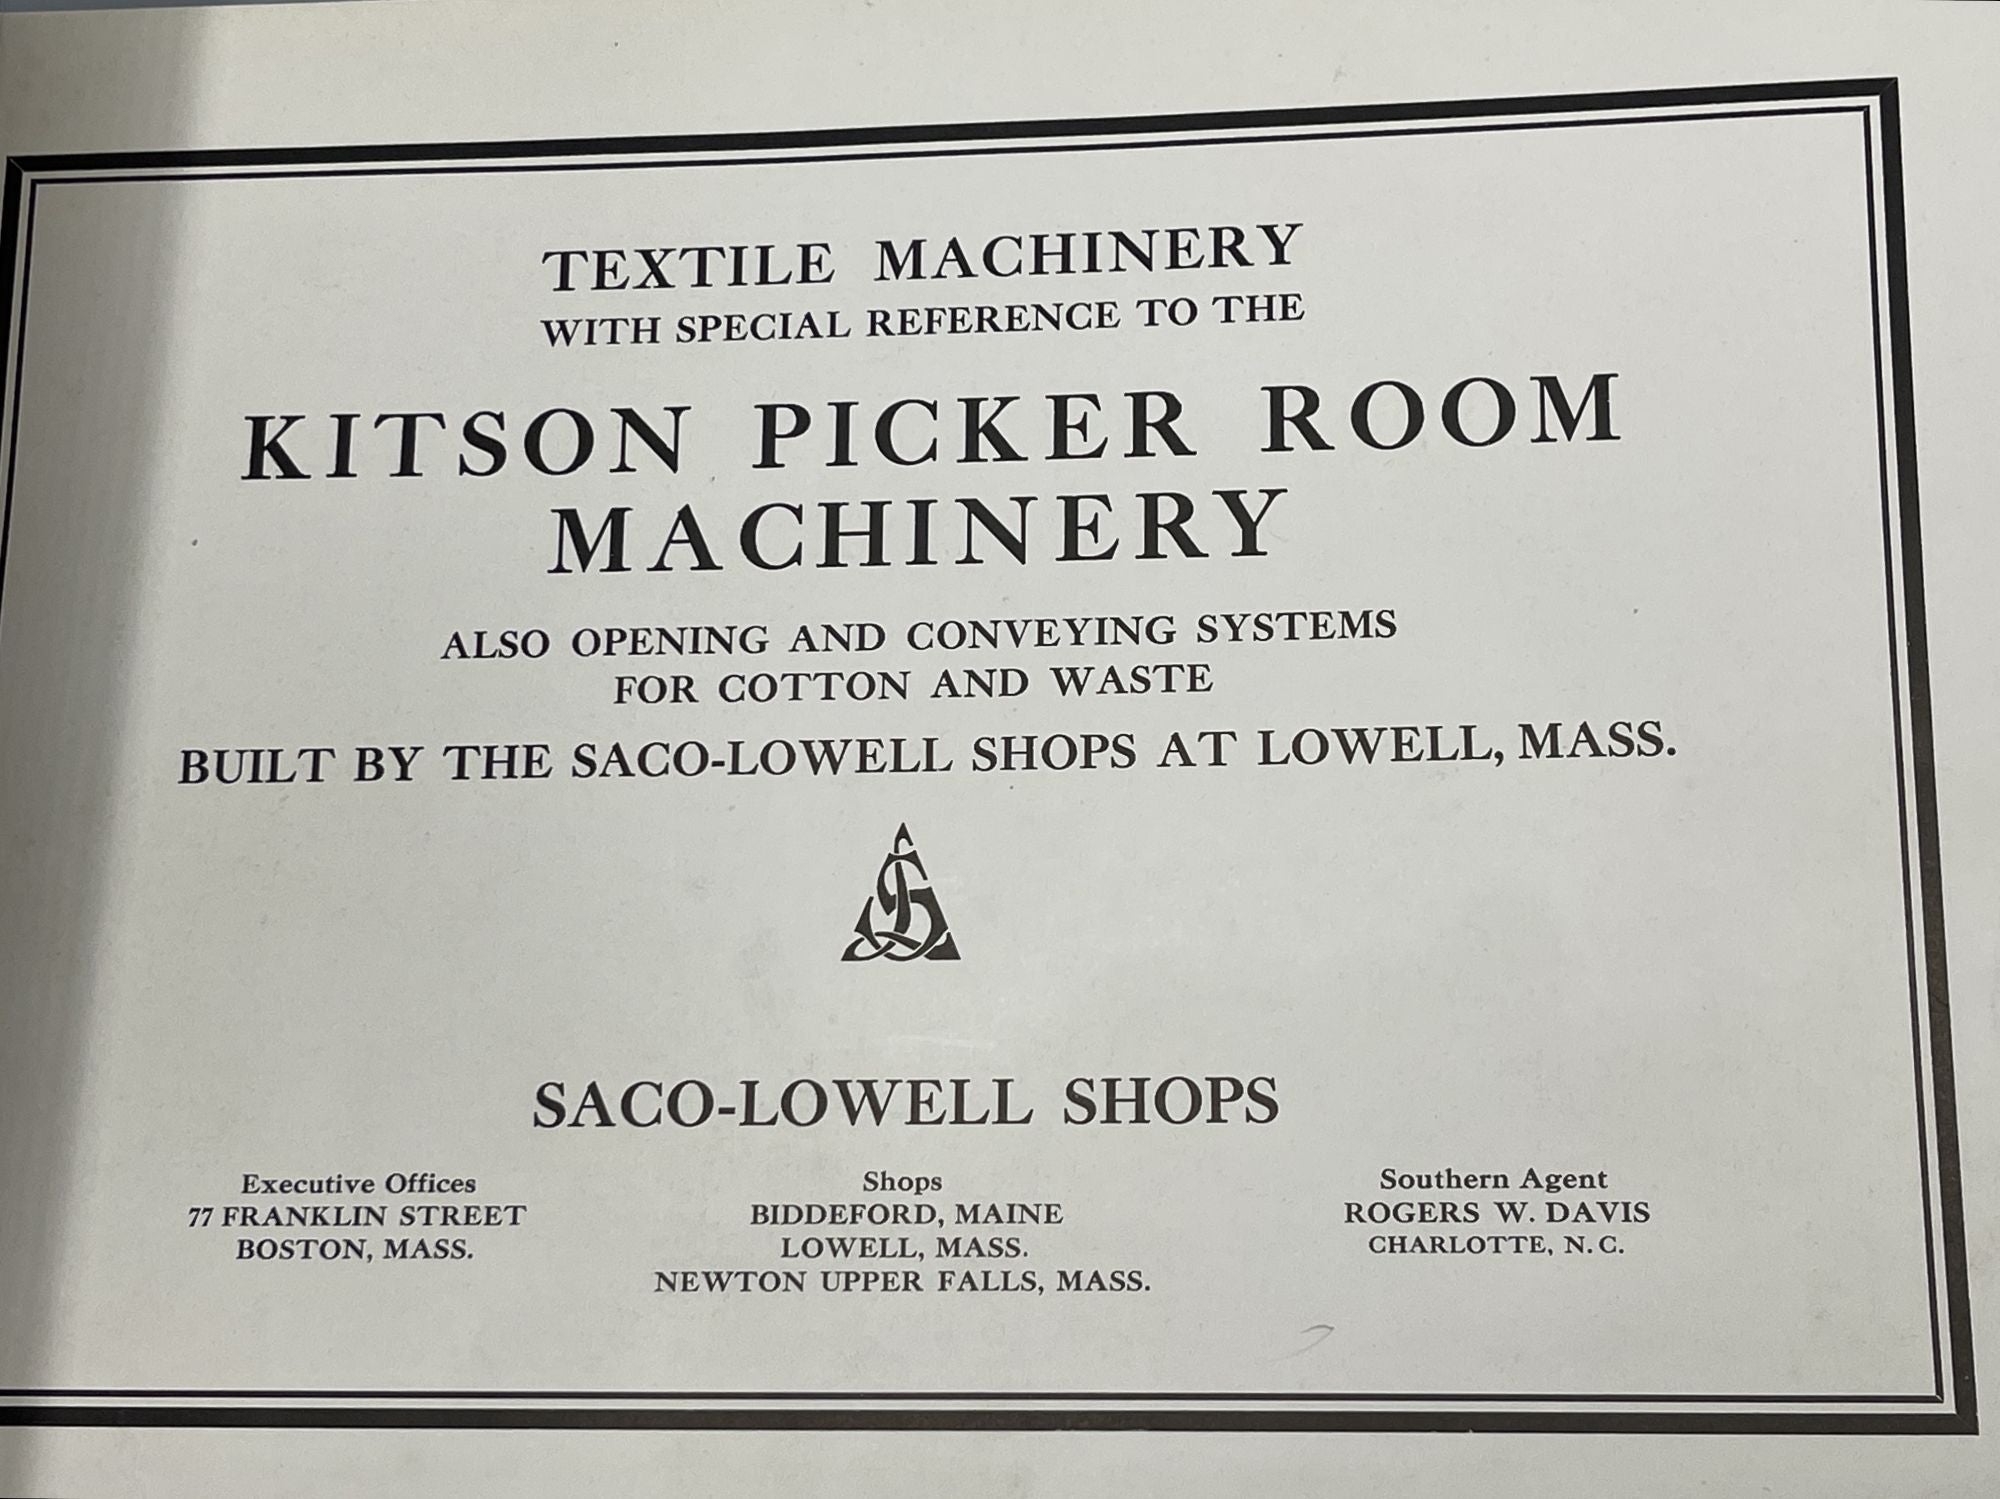 TEXTILE MACHINERY
WITH SPECIAL REFERENCE TO THE
KITSON PICKER ROOM
MACHINERY
ALSO OPENING AND CONVEYING SYSTEMS
FOR COTTON AND WASTE
BUILT BY THE SACO-LOWELL SHOPS AT LOWELL, MASS.
SACO-LOWELL SHOPS
Executive Offices
77 FRANKLIN STREET
BOSTON, MASS.
Shops
BIDDEFORD, MAINE
LOWELL, MASS.
NEWTON UPPER FALLS, MASS.
Southern Agent
ROGERS W. DAVIS
CHARLOTTE, N. C.